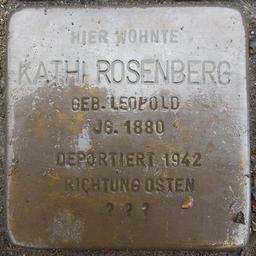 HIER WOHNTE
KATHI ROSENBERG
GEB. LEOPOLD
JG. 1880
DEPORTIERT 1942
RICHTUNG OSTEN
? ? ?